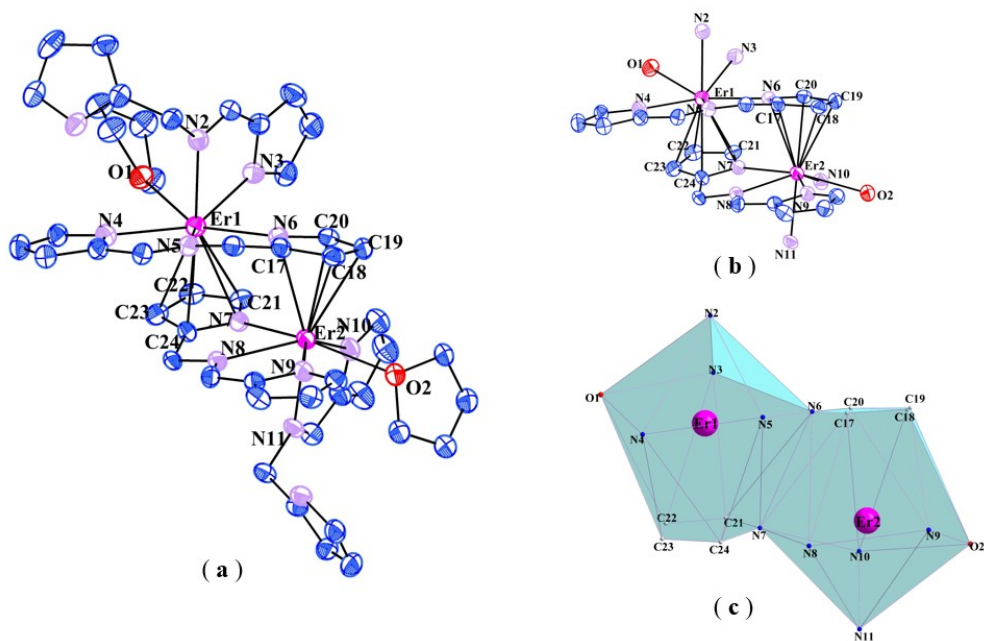 N2
O1
N3
N4
Er1
N6
C20
N5
C19
C17
C18
C22
C21
C23
N7
C24
Er2
N10
N8
N9
O2
N11
( a )
N2
N3
O1
Er1
N4
N6
C20
C19
C17
C18
C22
C21
C23
N7
Er2
C24
N10
N8
N9
O2
N11
( b )
N2
N3
O1
N6
C20
C19
Er1
N5
C17
C18
N4
C22
C21
N7
Er2
N9
C23
C24
N8
N10
O2
( c )
N11